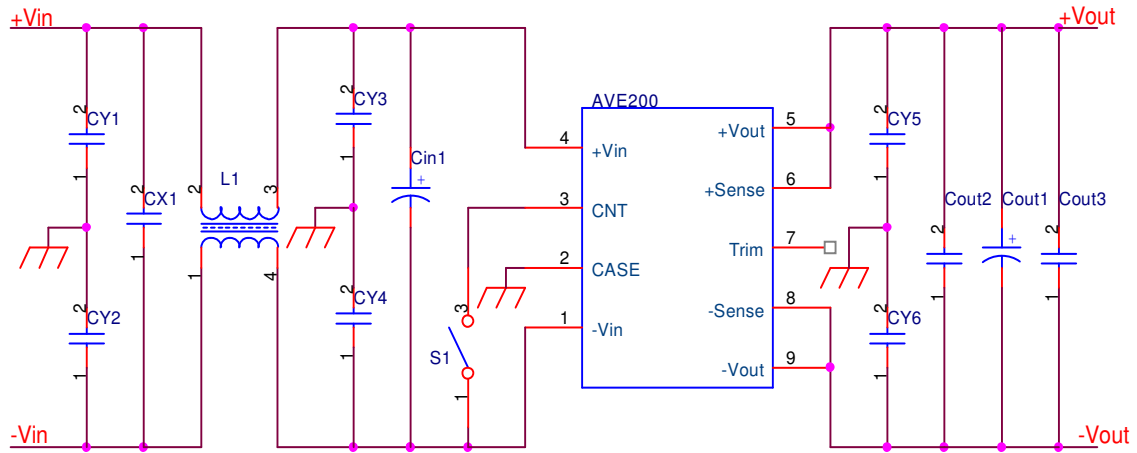 +Vin
+Vout
AVE200
2
CY1
1
2
CX1
1
2
CY2
1
2
L1
3
1
4
2
CY3
1
Cin1
+
2
CY4
1
3
S1
1
4
+Vin
3
CNT
2
CASE
1
-Vin
+Vout
5
+Sense
6
Trim
7
-Sense
8
-Vout
9
2
CY5
1
2
CY6
1
Cout2
Cout1
Cout3
2
1
+
2
1
-Vin
-Vout